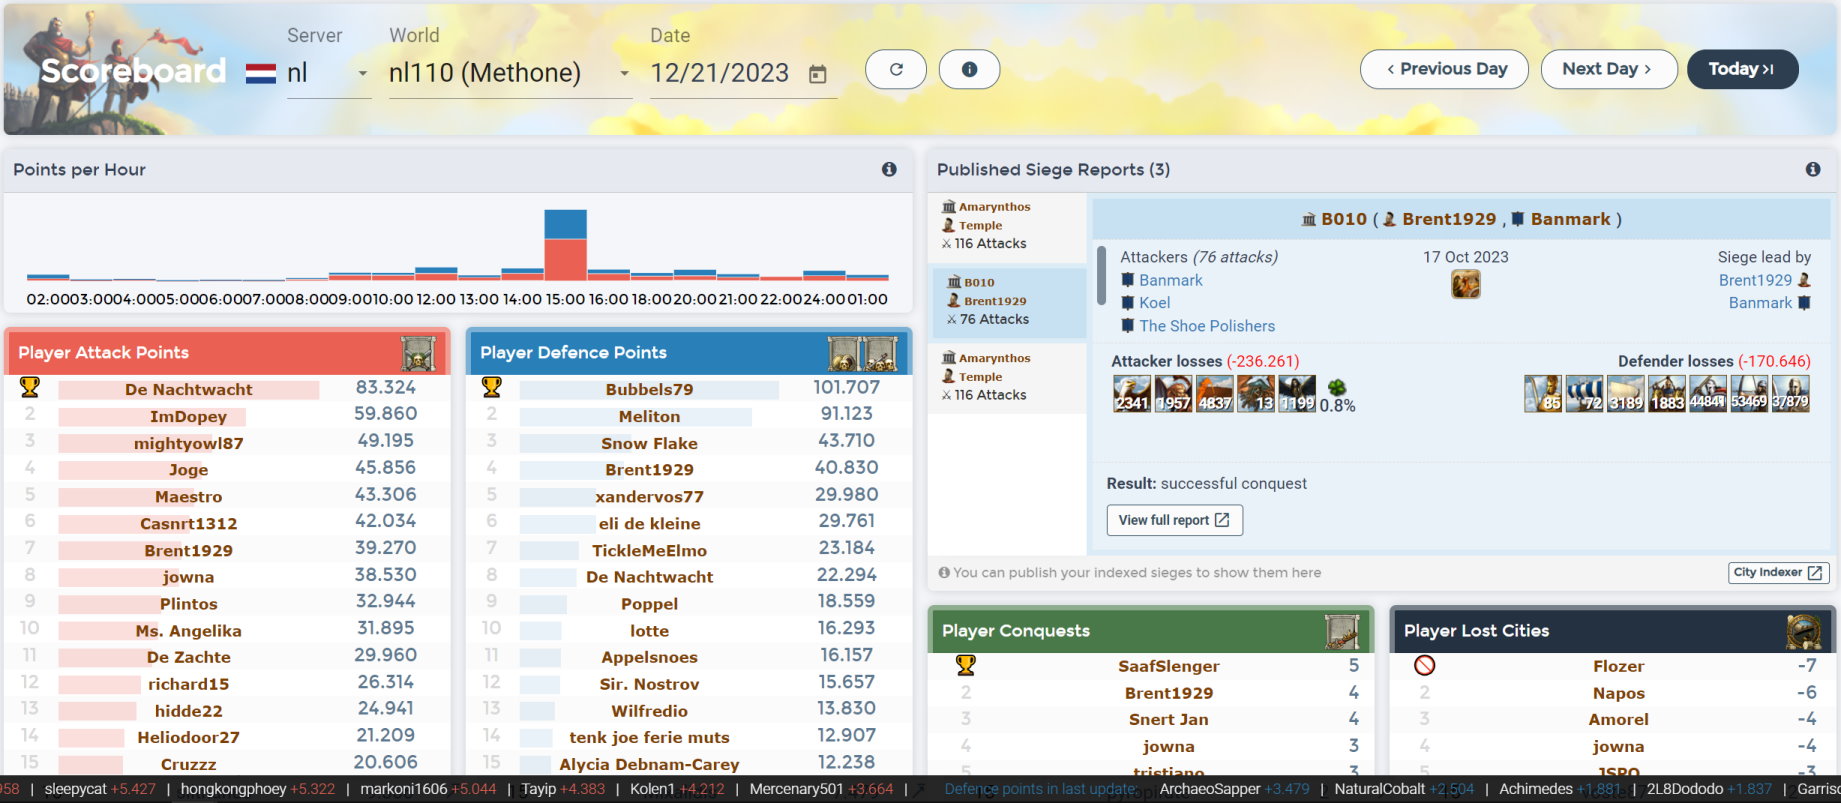 Scoreboard
Server
nl
World
nl110 (Methone)
Date
12/21/2023
Previous Day
Next Day
Today
Points per Hour
02:00 03:00 04:00 05:00 06:00 07:00 08:00 09:00 10:00 12:00 13:00 14:00 15:00 16:00 18:00 20:00 21:00 22:00 24:00 01:00
Player Attack Points
De Nachtwacht 83.324
2 ImDopey 59.860
3 mightyowl87 49.195
4 Joge 45.856
5 Maestro 43.306
6 Casnrt1312 42.034
7 Brent1929 39.270
8 jowna 38.530
9 Plintos 32.944
10 Ms. Angelika 31.895
11 De Zachte 29.960
12 richard15 26.314
13 hidde22 24.941
14 Heliodoor27 21.209
15 Cruzzz 20.606
Player Defence Points
Bubbels79 101.707
2 Meliton 91.123
3 Snow Flake 43.710
4 Brent1929 40.830
5 xandervos77 29.980
6 eli de kleine 29.761
7 TickleMeElmo 23.184
8 De Nachtwacht 22.294
9 Poppel 18.559
10 lotte 16.293
11 Appelsnoes 16.157
12 Sir. Nostrov 15.657
13 Wilfredio 13.830
14 tenk joe ferie muts 12.907
15 Alycia Debnam-Carey 12.238
Published Siege Reports (3)
Amarynthos
Temple
116 Attacks
B010
Brent1929
76 Attacks
Amarynthos
Temple
116 Attacks
B010 ( Brent1929 , Banmark )
Attackers (76 attacks)
Banmark
Koel
The Shoe Polishers
17 Oct 2023
Siege lead by
Brent1929
Banmark
Attacker losses (-236.261)
2341 1957 4837 13 1199 0.8%
Defender losses (-170.646)
85 72 3189 1883 44841 53469 37879
Result: successful conquest
View full report
You can publish your indexed sieges to show them here
City Indexer
Player Conquests
SaafSlenger 5
2 Brent1929 4
3 Snert Jan 4
4 jowna 3
5 tristiano 3
Player Lost Cities
Flozer -7
2 Napos -6
3 Amorel -4
4 jowna -4
5 JSPO -3
958 | sleepycat +5.427 | hongkongphoey +5.322 | markoni1606 +5.044 | Tayip +4.383 | Kolen1 +4.212 | Mercenary501 +3.664 | Defence points in last update: ArchaeoSapper +3.479 | NaturalCobalt +2.504 | Achimedes +1.881 | 2L8Dododo +1.837 | Garriso